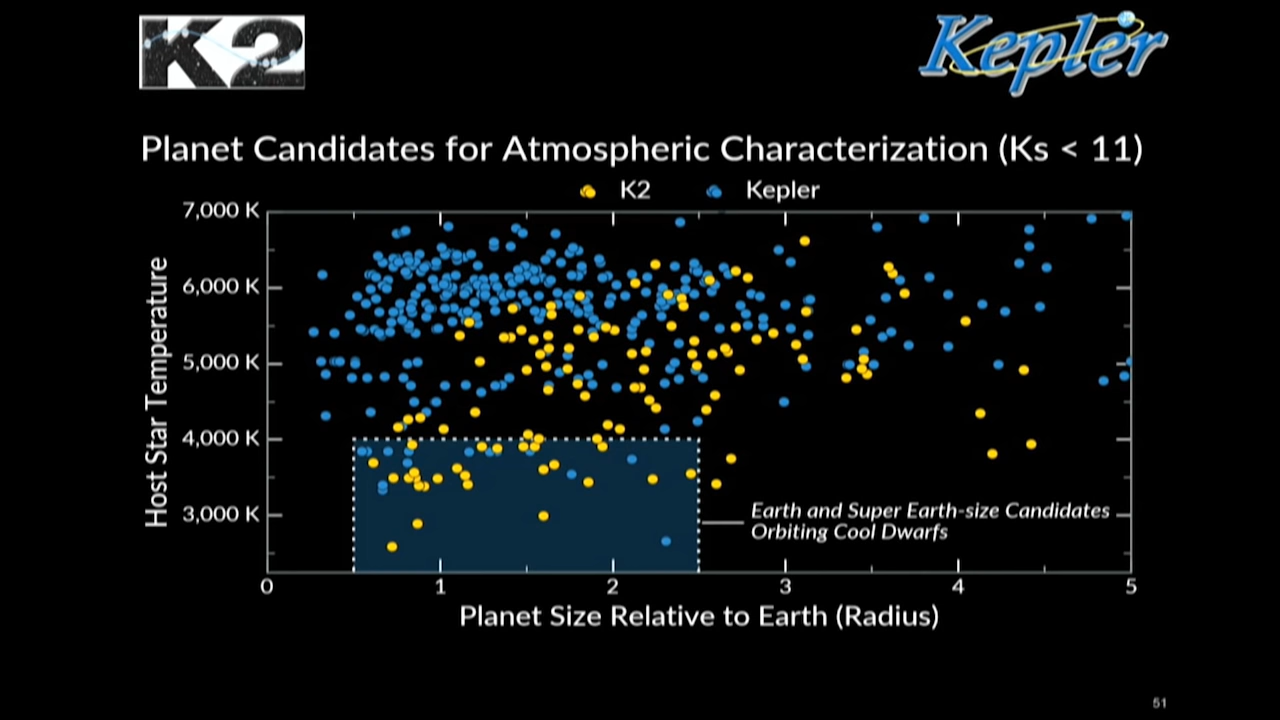 K2
Kepler
Planet Candidates for Atmospheric Characterization (Ks < 11)
K2 Kepler
7,000 K
6,000 K
5,000 K
4,000 K
3,000 K
Host Star Temperature
Earth and Super Earth-size Candidates
Orbiting Cool Dwarfs
0 1 2 3 4 5
Planet Size Relative to Earth (Radius)
51